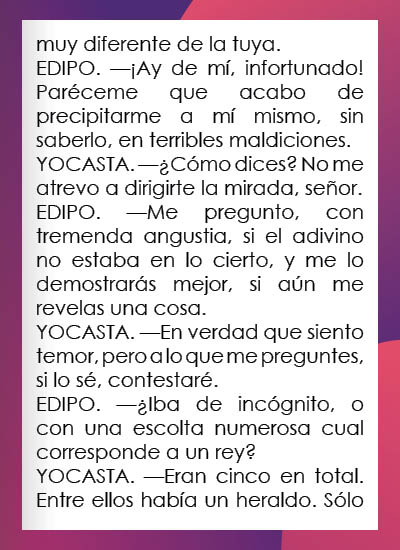 muy diferente de la tuya.
EDIPO. —¡Ay de mí, infortunado!
Paréceme que acabo de
precipitarme a mí mismo, sin
saberlo, en terribles maldiciones.
YOCASTA. —¿Cómo dices? No me
atrevo a dirigirte la mirada, señor.
EDIPO. —Me pregunto, con
tremenda angustia, si el adivino
no estaba en lo cierto, y me lo
demostrarás mejor, si aún me
revelas una cosa.
YOCASTA. —En verdad que siento
temor, pero a lo que me preguntes,
si lo sé, contestaré.
EDIPO. —¿Iba de incógnito, o
con una escolta numerosa cual
corresponde a un rey?
YOCASTA. —Eran cinco en total.
Entre ellos había un heraldo. Sólo